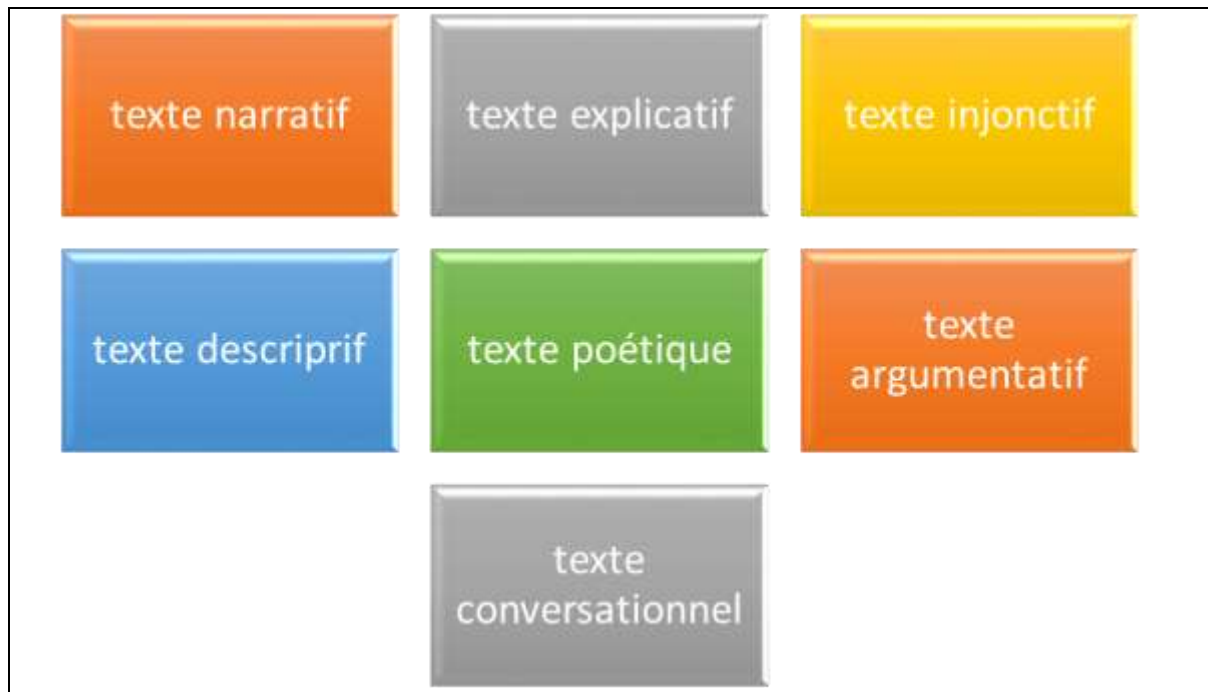 texte narratif
texte explicatif
texte injonctif
texte descriprif
texte poétique
texte
argumentatif
texte
conversationnel